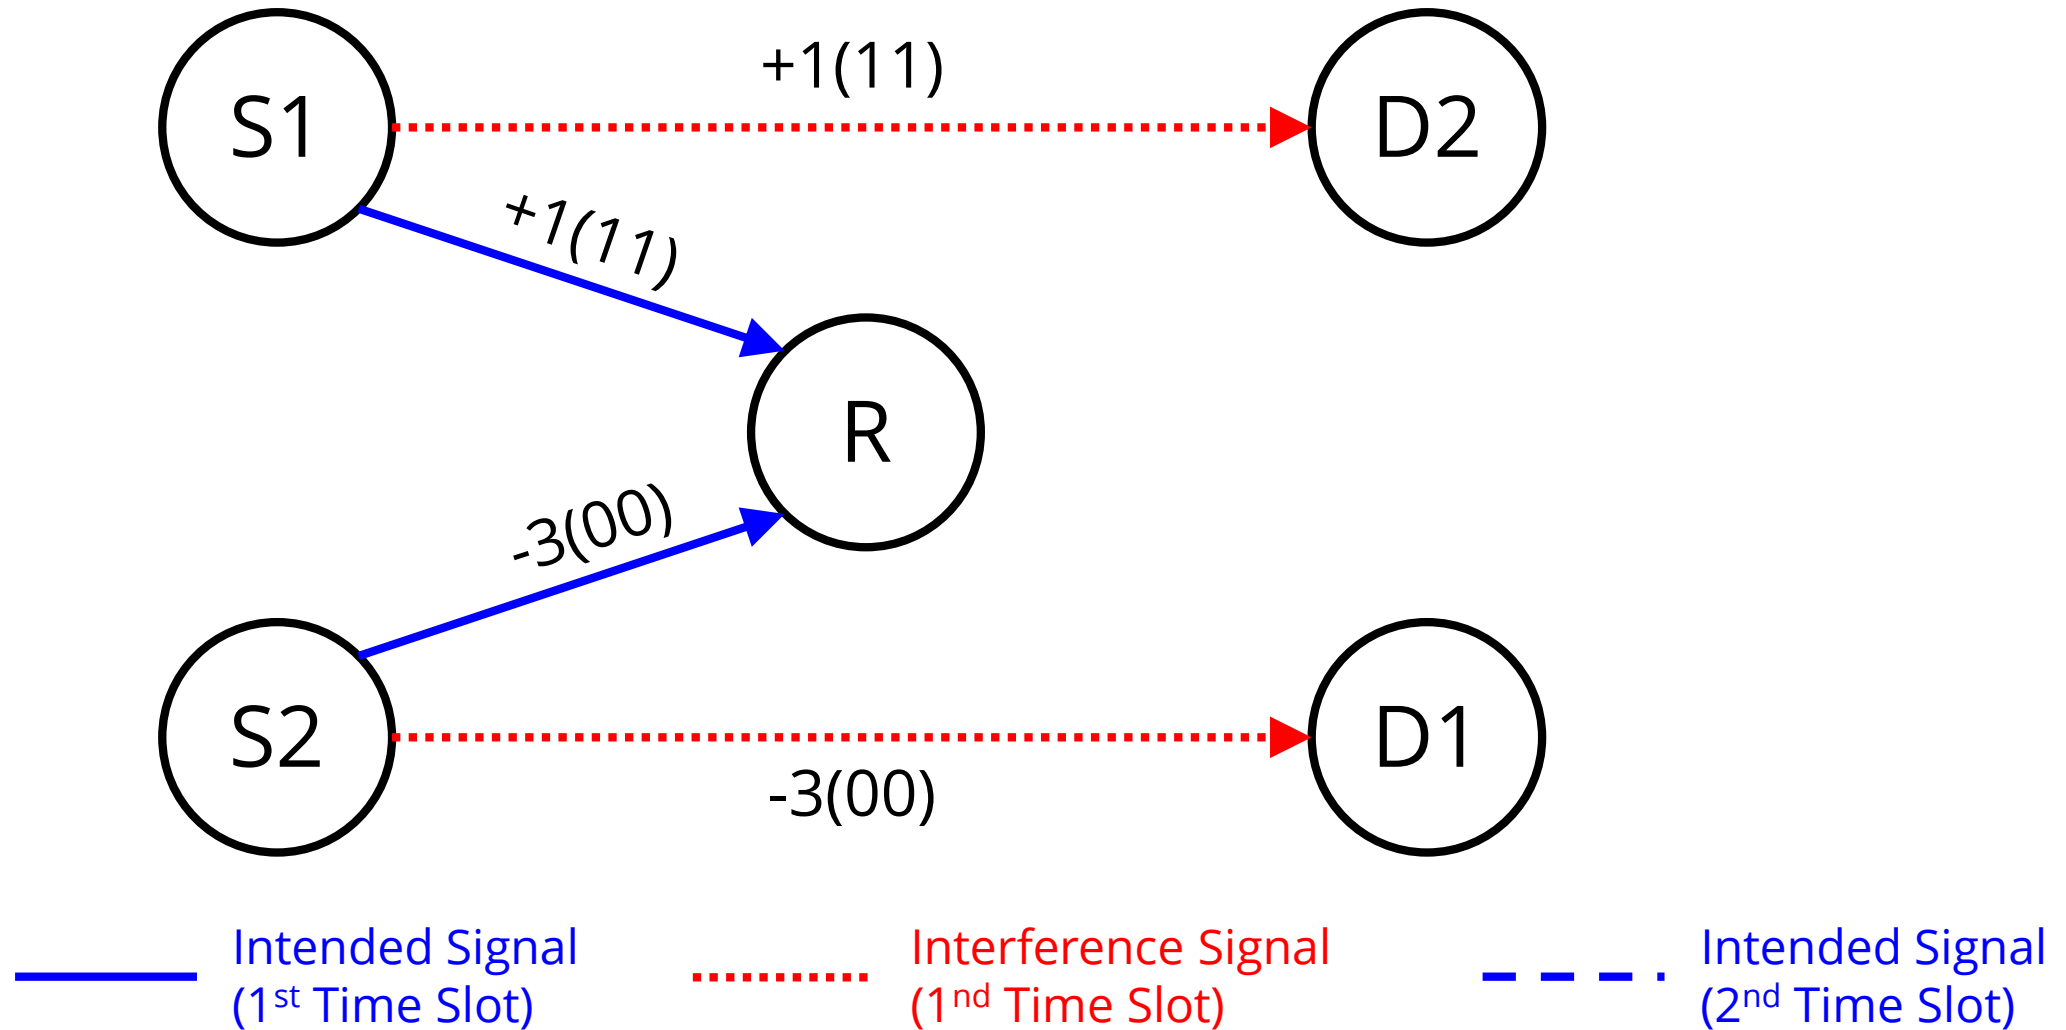 S1
+1(11)
D2
+1(11)
R
-3(00)
S2
-3(00)
D1
Intended Signal
(1st Time Slot)
Interference Signal
(1nd Time Slot)
Intended Signal
(2nd Time Slot)